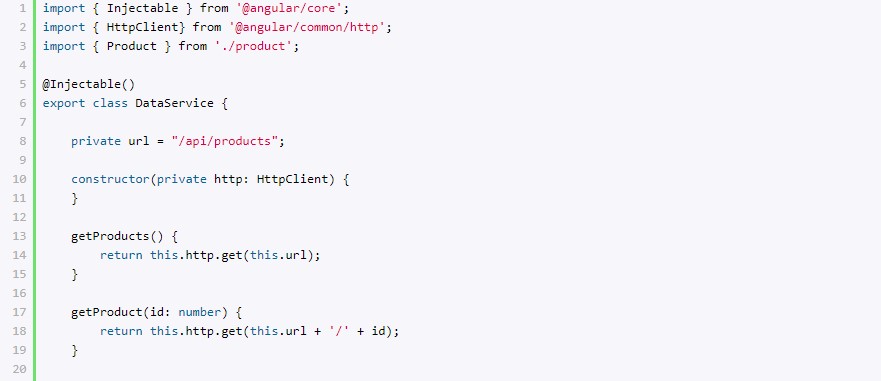 1 import { Injectable } from '@angular/core';
2 import { HttpClient} from '@angular/common/http';
3 import { Product } from './product';
4
5 @Injectable()
6 export class DataService {
7
8 private url = "/api/products";
9
10 constructor(private http: HttpClient) {
11 }
12
13 getProducts() {
14 return this.http.get(this.url);
15 }
16
17 getProduct(id: number) {
18 return this.http.get(this.url + '/' + id);
19 }
20